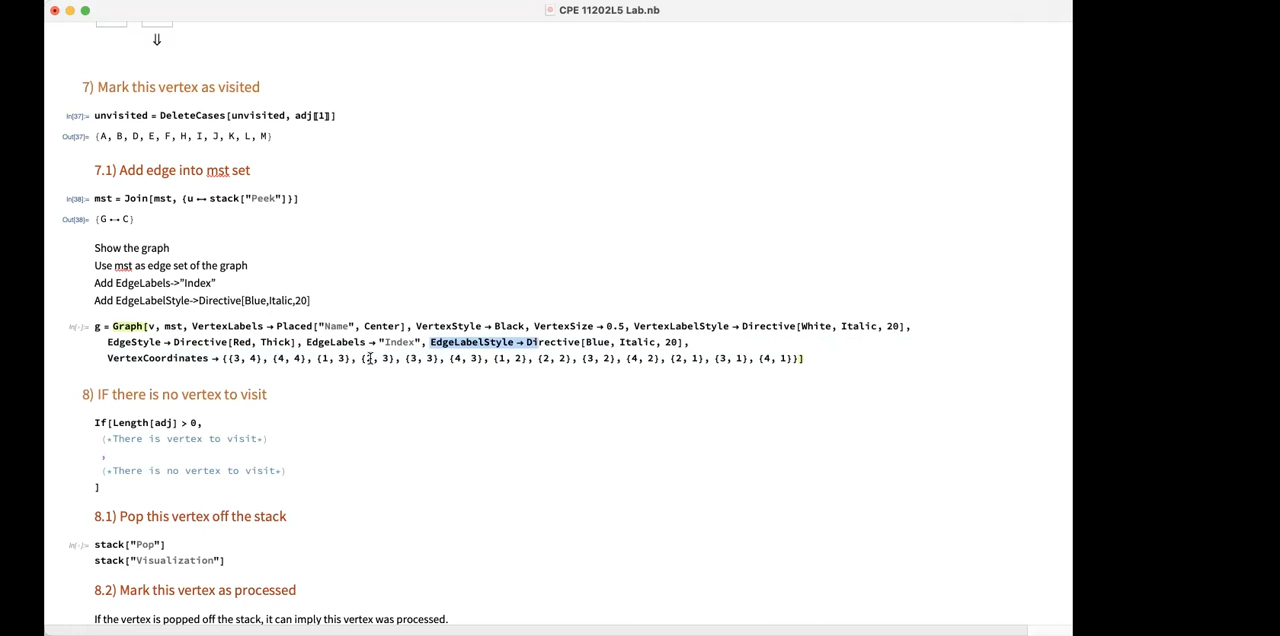 CPE 11202L5 Lab.nb
⇓
7) Mark this vertex as visited
In[37]:= unvisited = DeleteCases[unvisited, adj〚1〛]
Out[37]= {A, B, D, E, F, H, I, J, K, L, M}
7.1) Add edge into mst set
In[38]:= mst = Join[mst, {u ↔ stack["Peek"]}]
Out[38]= {G ↔ C}
Show the graph
Use mst as edge set of the graph
Add EdgeLabels->"Index"
Add EdgeLabelStyle->Directive[Blue,Italic,20]
In[·]:= g = Graph[v, mst, VertexLabels → Placed["Name", Center], VertexStyle → Black, VertexSize → 0.5, VertexLabelStyle → Directive[White, Italic, 20],
EdgeStyle → Directive[Red, Thick], EdgeLabels → "Index", EdgeLabelStyle → Directive[Blue, Italic, 20],
VertexCoordinates → {{3, 4}, {4, 4}, {1, 3}, { , 3}, {3, 3}, {4, 3}, {1, 2}, {2, 2}, {3, 2}, {4, 2}, {2, 1}, {3, 1}, {4, 1}}]
8) IF there is no vertex to visit
If[Length[adj] > 0,
(*There is vertex to visit*)
,
(*There is no vertex to visit*)
]
8.1) Pop this vertex off the stack
In[·]:= stack["Pop"]
stack["Visualization"]
8.2) Mark this vertex as processed
If the vertex is popped off the stack, it can imply this vertex was processed.